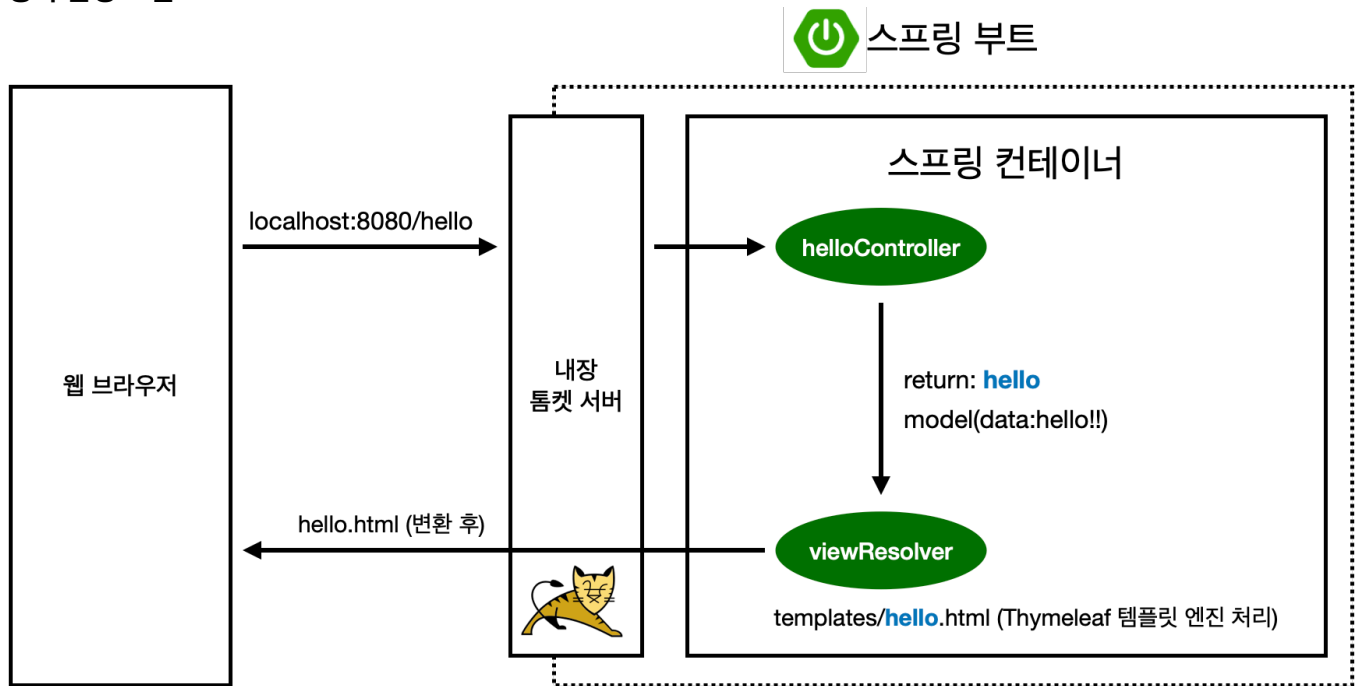 스프링 부트
스프링 컨테이너
localhost:8080/hello
helloController
웹 브라우저
내장
톰켓 서버
return: hello
model(data:hello!!)
hello.html (변환 후)
viewResolver
templates/hello.html (Thymeleaf 템플릿 엔진 처리)